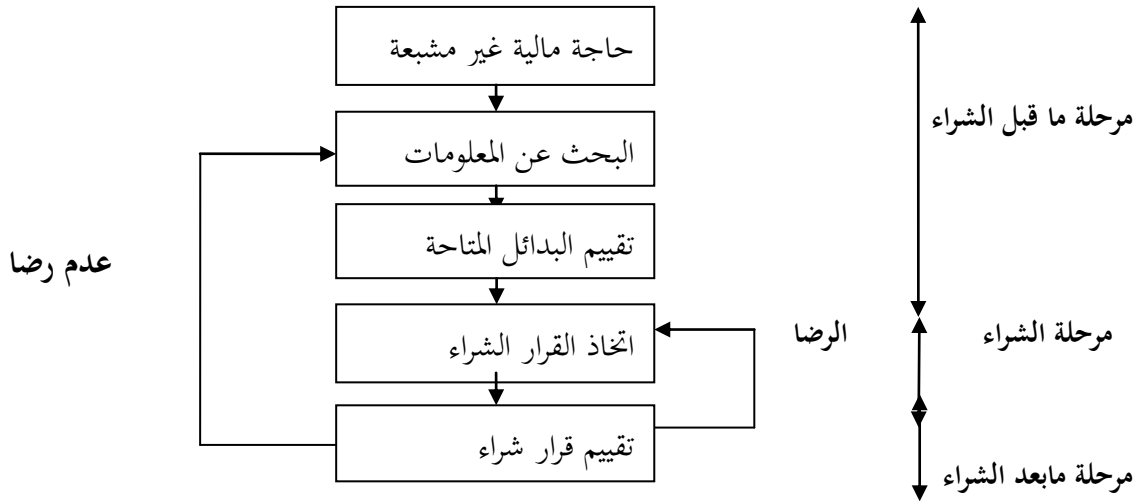 حاجة مالية غير مشبعة
مرحلة ما قبل الشراء
البحث عن المعلومات
تقييم البدائل المتاحة
عدم رضا
اتخاذ القرار الشراء
الرضا
مرحلة الشراء
تقييم قرار شراء
مرحلة مابعد الشراء